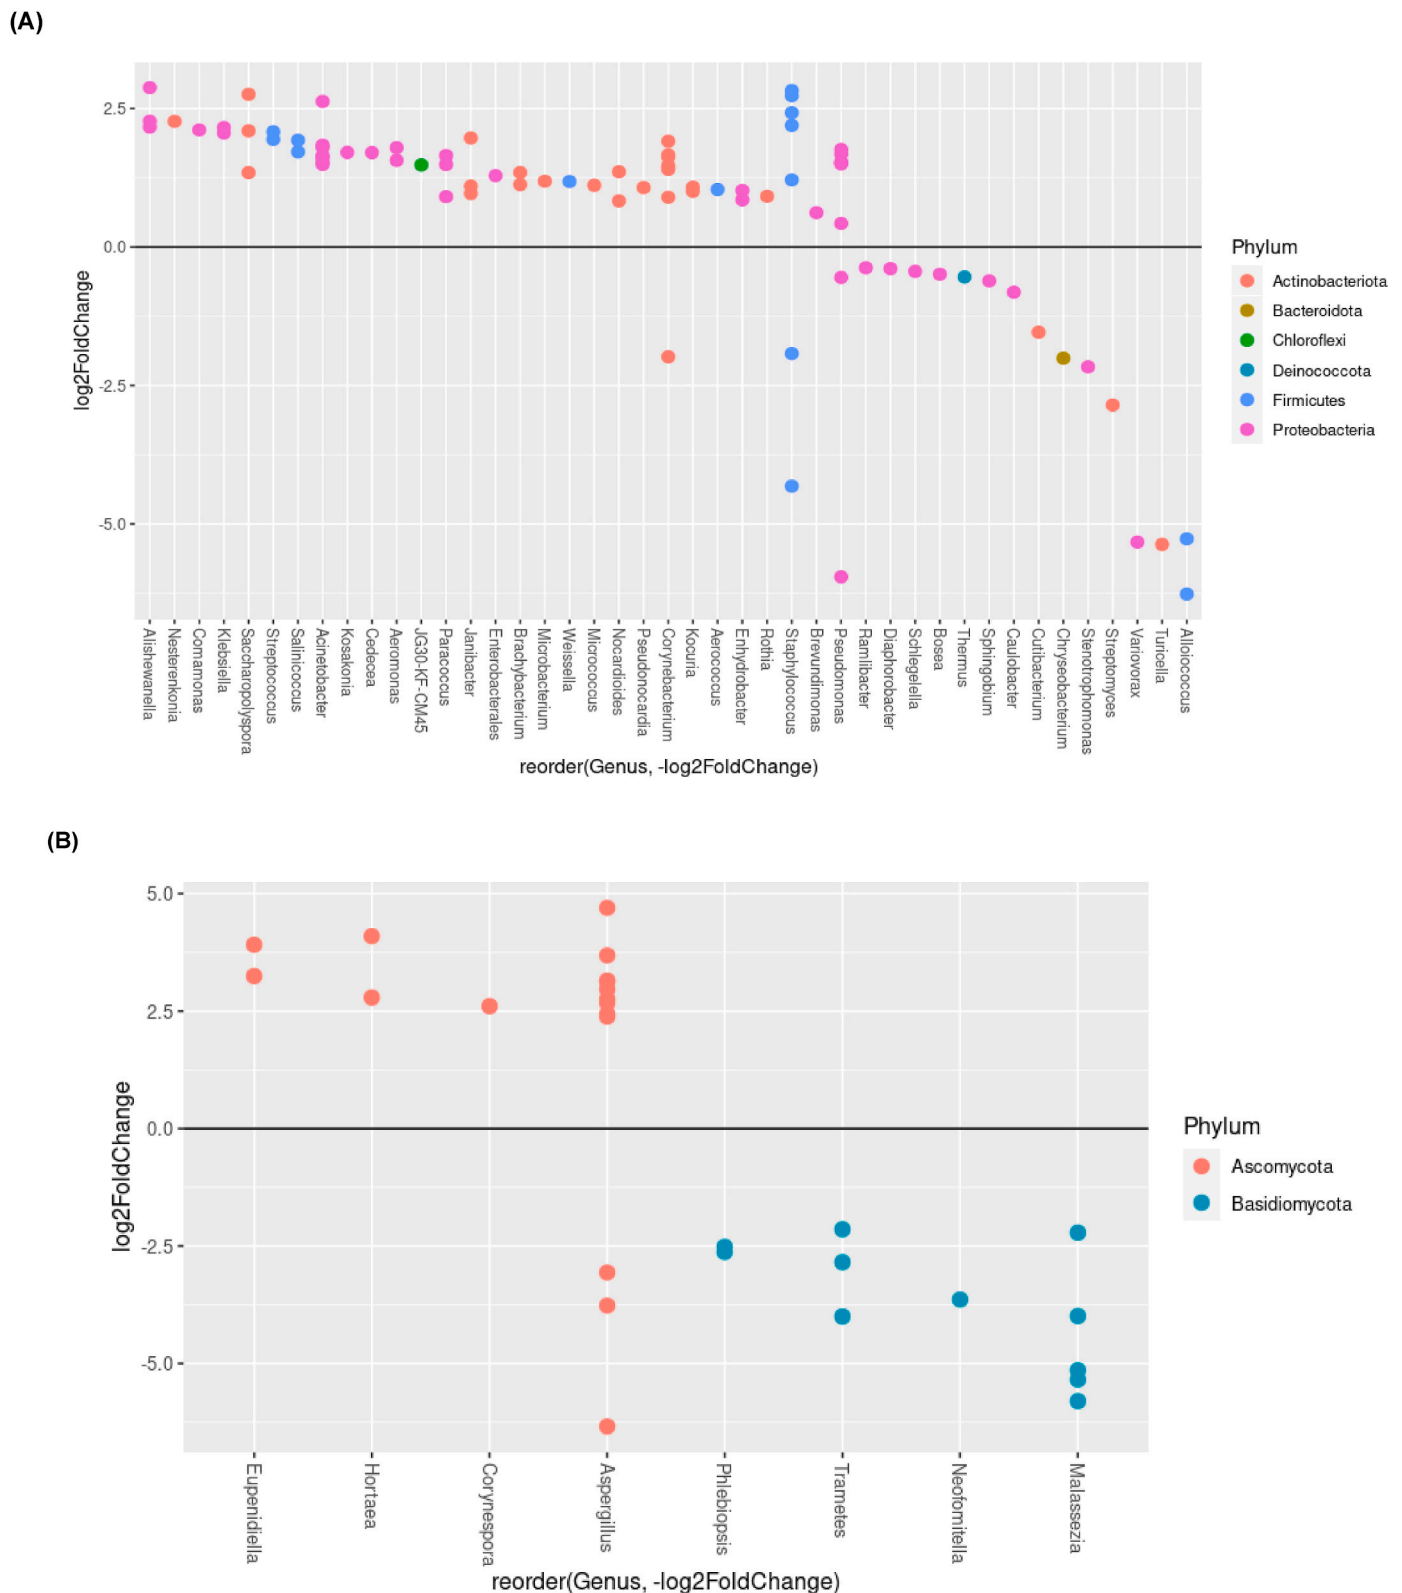 (A)
2.5
0.0
-2.5
-5.0
log2FoldChange
Alishewanella
Nesterenkonia
Comamonas
Klebsiella
Saccharopolyspora
Streptococcus
Salinicoccus
Acinetobacter
Kosakonia
Cedecea
Aeromonas
JG30-KF-CM45
Paracoccus
Janibacter
Enterobacterales
Brachybacterium
Microbacterium
Weissella
Micrococcus
Nocardioides
Pseudonocardia
Corynebacterium
Kocuria
Aerococcus
Enhydrobacter
Rothia
Staphylococcus
Brevundimonas
Pseudomonas
Ramlibacter
Diaphorobacter
Schlegelella
Bosea
Thermus
Sphingobium
Caulobacter
Cutibacterium
Chryseobacterium
Stenotrophomonas
Streptomyces
Variovorax
Turicella
Alloiococcus
reorder(Genus, -log2FoldChange)
Phylum
Actinobacteriota
Bacteroidota
Chloroflexi
Deinococcota
Firmicutes
Proteobacteria
(B)
5.0
2.5
0.0
-2.5
-5.0
log2FoldChange
Eupenidiella
Hortaea
Corynespora
Aspergillus
Phlebiopsis
Trametes
Neofomitella
Malassezia
reorder(Genus, -log2FoldChange)
Phylum
Ascomycota
Basidiomycota